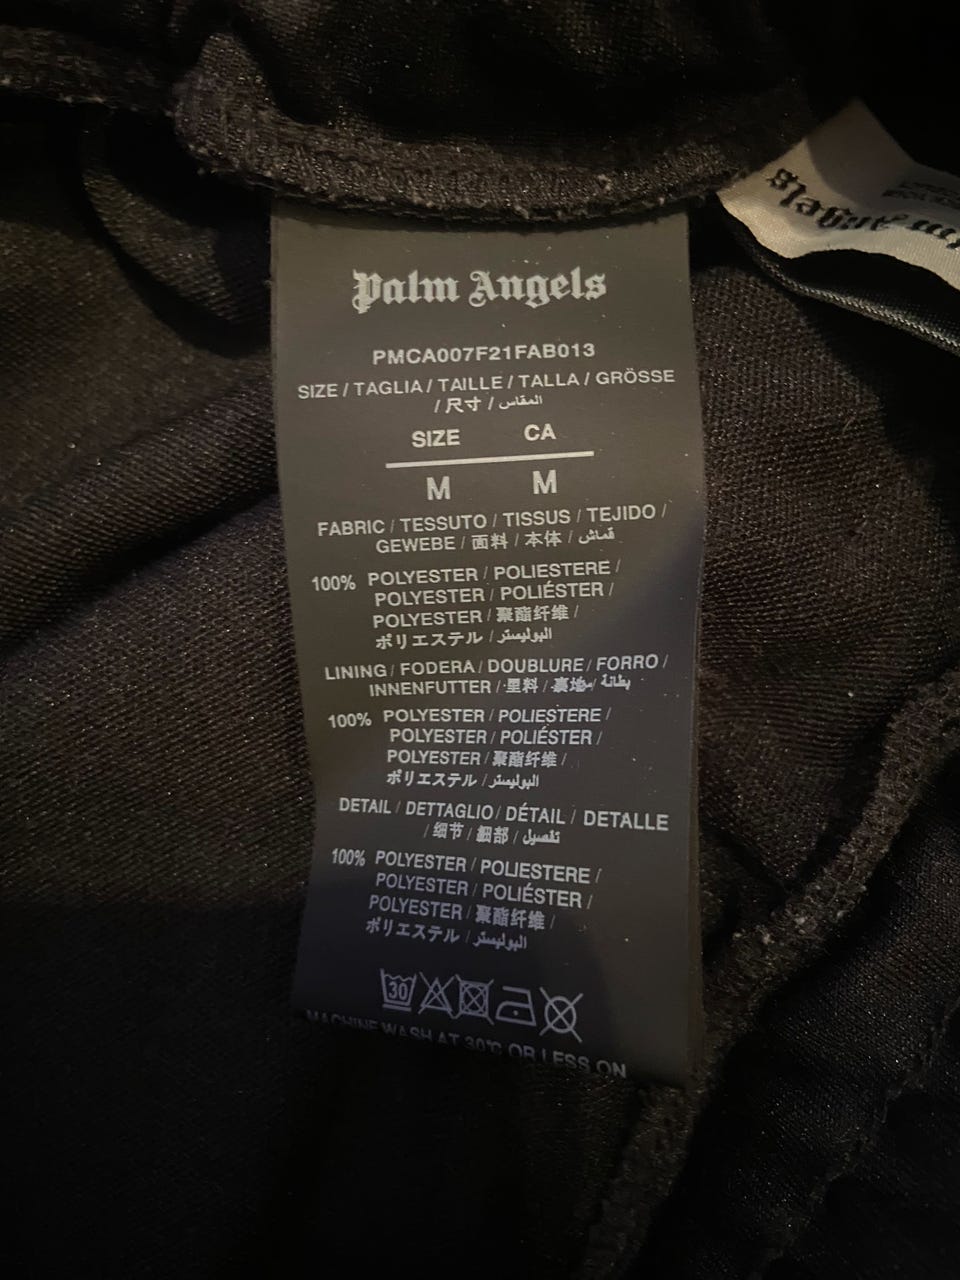 Palm Angels
PMCA007F21FAB013
SIZE / TAGLIA / TAILLE / TALLA / GRÖSSE
/ 尺寸 / المقاس
SIZE CA
M M
FABRIC / TESSUTO / TISSUS / TEJIDO /
GEWEBE / 面料 / 本体 / قماش
100% POLYESTER / POLIESTERE /
POLYESTER / POLIÉSTER /
POLYESTER / 聚酯纤维 /
ポリエステル / البوليستر
LINING / FODERA / DOUBLURE / FORRO /
INNENFUTTER / 里料 / 裏地 / بطانة
100% POLYESTER / POLIESTERE /
POLYESTER / POLIÉSTER /
POLYESTER / 聚酯纤维 /
ポリエステル / البوليستر
DETAIL / DETTAGLIO / DÉTAIL / DETALLE
/ 细节 / 細部 / تفصيل
100% POLYESTER / POLIESTERE /
POLYESTER / POLIÉSTER /
POLYESTER / 聚酯纤维 /
ポリエステル / البوليستر
30
MACHINE WASH AT 30°C OR LESS ON